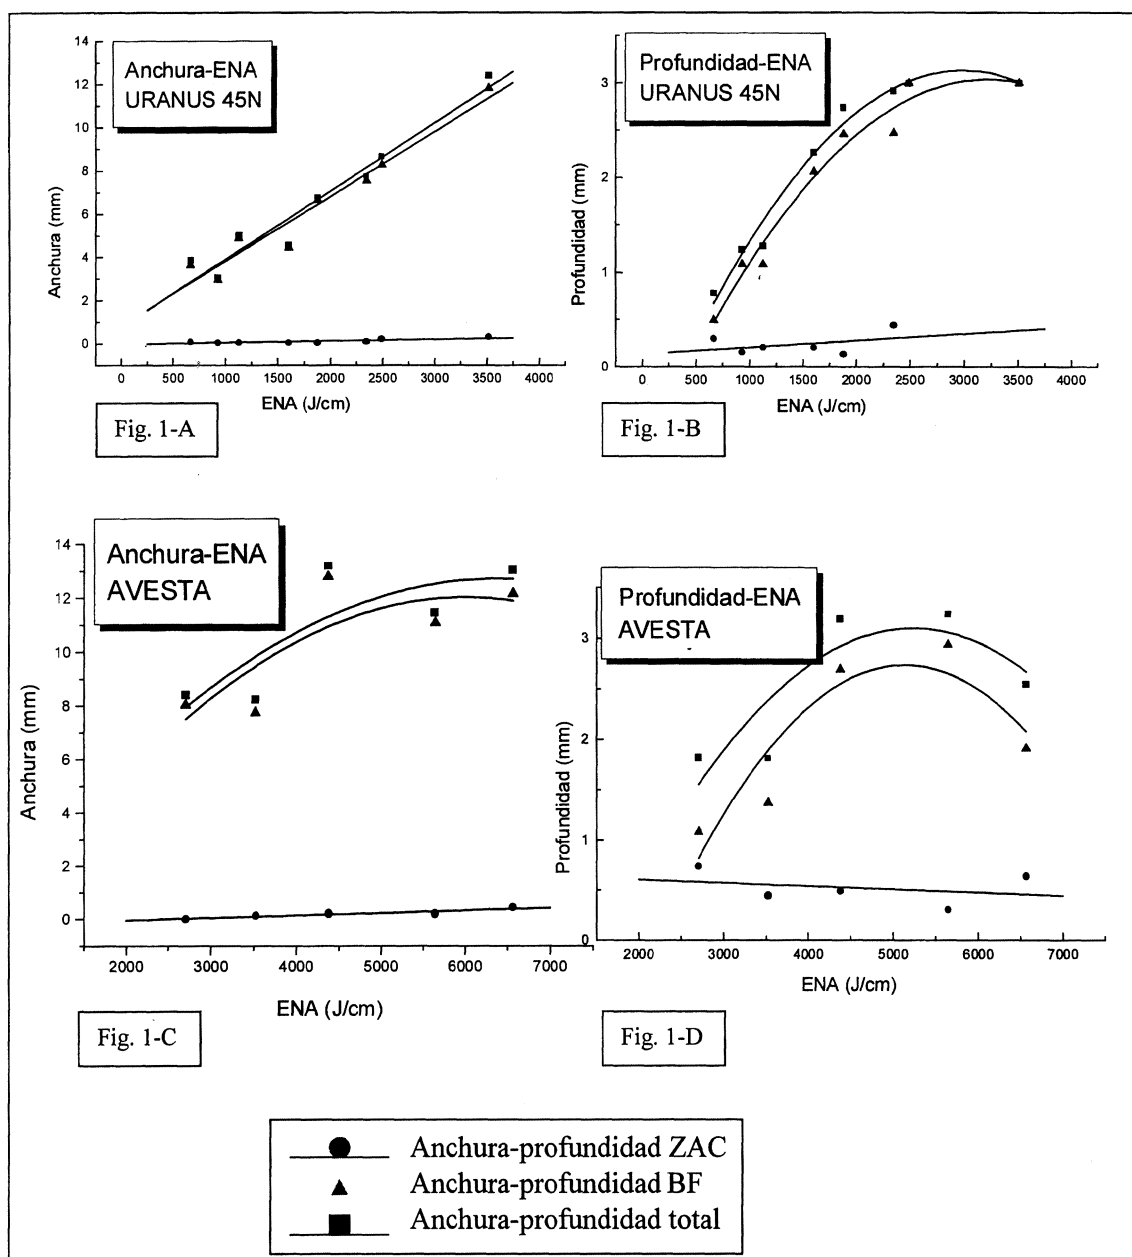 Anchura-ENA
URANUS 45N
14
12
10
8
6
4
2
0
Anchura (mm)
0 500 1000 1500 2000 2500 3000 3500 4000
ENA (J/cm)
Fig. 1-A
Profundidad-ENA
URANUS 45N
3
2
1
0
Profundidad (mm)
0 500 1000 1500 2000 2500 3000 3500 4000
ENA (J/cm)
Fig. 1-B
Anchura-ENA
AVESTA
14
12
10
8
6
4
2
0
Anchura (mm)
2000 3000 4000 5000 6000 7000
ENA (J/cm)
Fig. 1-C
Profundidad-ENA
AVESTA
3
2
1
0
Profundidad (mm)
2000 3000 4000 5000 6000 7000
ENA (J/cm)
Fig. 1-D
Anchura-profundidad ZAC
Anchura-profundidad BF
Anchura-profundidad total